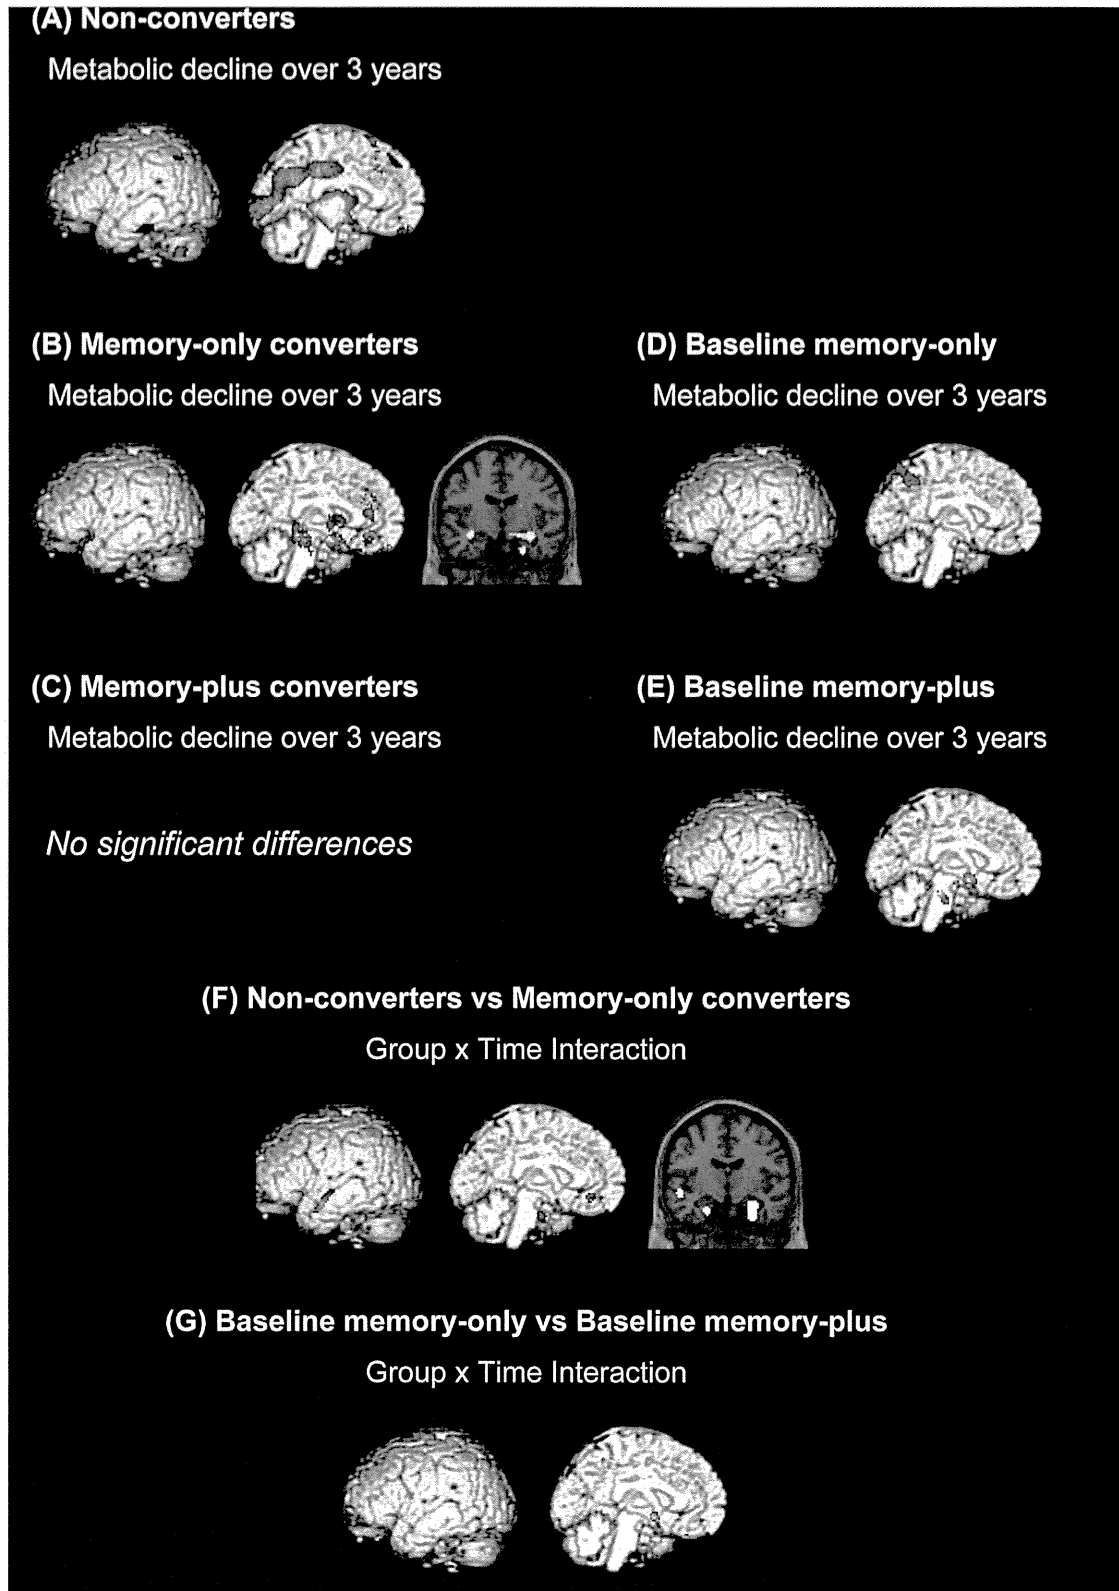 (A) Non-converters
Metabolic decline over 3 years
(B) Memory-only converters
Metabolic decline over 3 years
(D) Baseline memory-only
Metabolic decline over 3 years
(C) Memory-plus converters
Metabolic decline over 3 years
No significant differences
(E) Baseline memory-plus
Metabolic decline over 3 years
(F) Non-converters vs Memory-only converters
Group x Time Interaction
(G) Baseline memory-only vs Baseline memory-plus
Group x Time Interaction